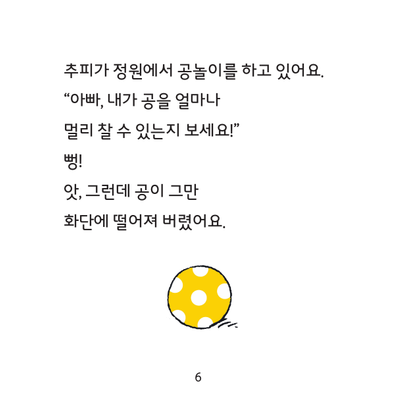 추피가 정원에서 공놀이를 하고 있어요.
“아빠, 내가 공을 얼마나
멀리 찰 수 있는지 보세요!”
뻥!
앗, 그런데 공이 그만
화단에 떨어져 버렸어요.
6